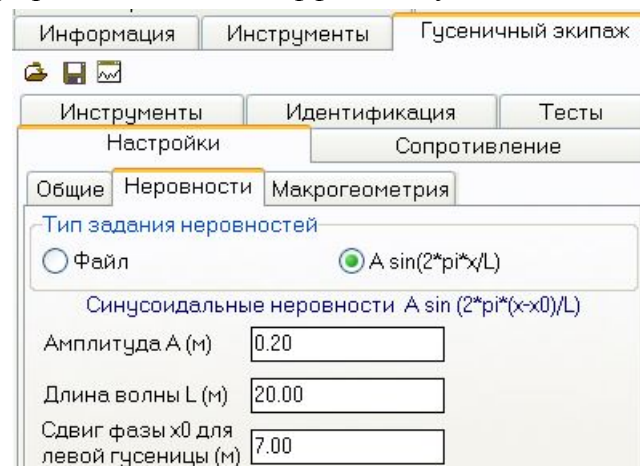 Информация Инструменты Гусеничный экипаж
Инструменты Идентификация Тесты
Настройки Сопротивление
Общие Неровности Макрогеометрия
Тип задания неровностей
Файл A sin(2*pi*x/L)
Синусоидальные неровности A sin (2*pi*(x-x0)/L)
Амплитуда A (м) 0.20
Длина волны L (м) 20.00
Сдвиг фазы x0 для
левой гусеницы (м) 7.00